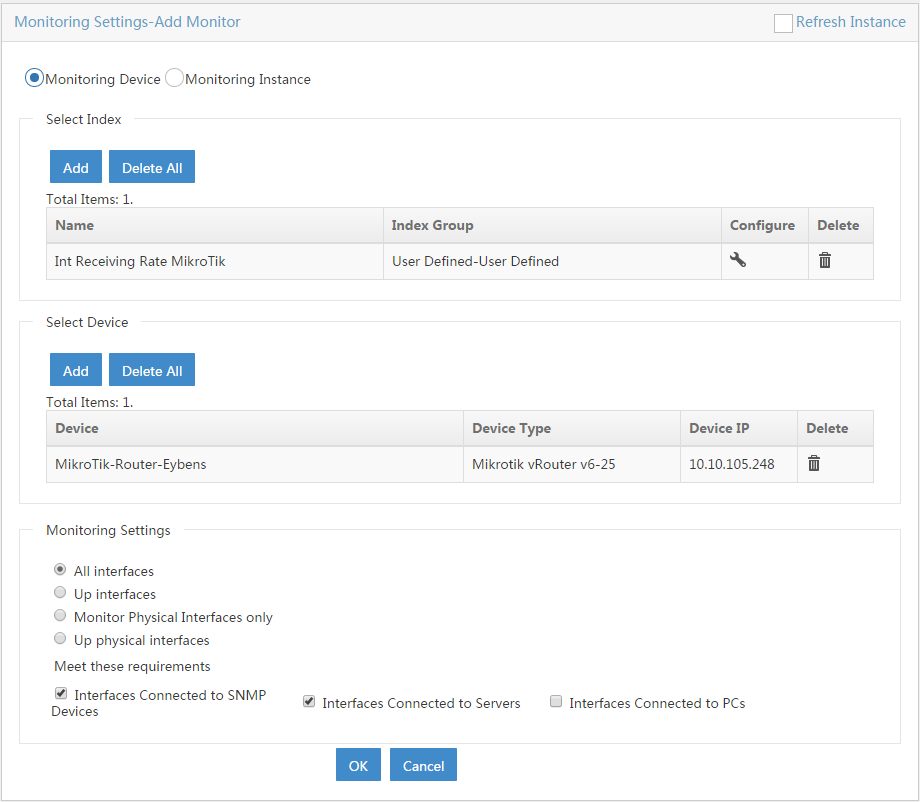 Monitoring Settings-Add Monitor
Refresh Instance
Monitoring Device Monitoring Instance
Select Index
Add Delete All
Total Items: 1.
Name Index Group Configure Delete
Int Receiving Rate MikroTik User Defined-User Defined
Select Device
Add Delete All
Total Items: 1.
Device Device Type Device IP Delete
MikroTik-Router-Eybens Mikrotik vRouter v6-25 10.10.105.248
Monitoring Settings
All interfaces
Up interfaces
Monitor Physical Interfaces only
Up physical interfaces
Meet these requirements
Interfaces Connected to SNMP
Devices
Interfaces Connected to Servers
Interfaces Connected to PCs
OK Cancel